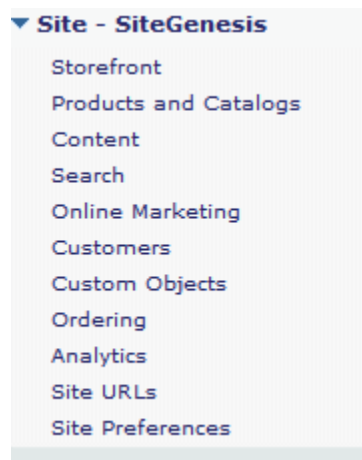 Site - SiteGenesis
Storefront
Products and Catalogs
Content
Search
Online Marketing
Customers
Custom Objects
Ordering
Analytics
Site URLs
Site Preferences